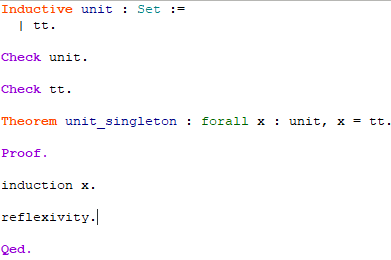 Inductive unit : Set :=
  | tt.
Check unit.
Check tt.
Theorem unit_singleton : forall x : unit, x = tt.
Proof.
induction x.
reflexivity.
Qed.